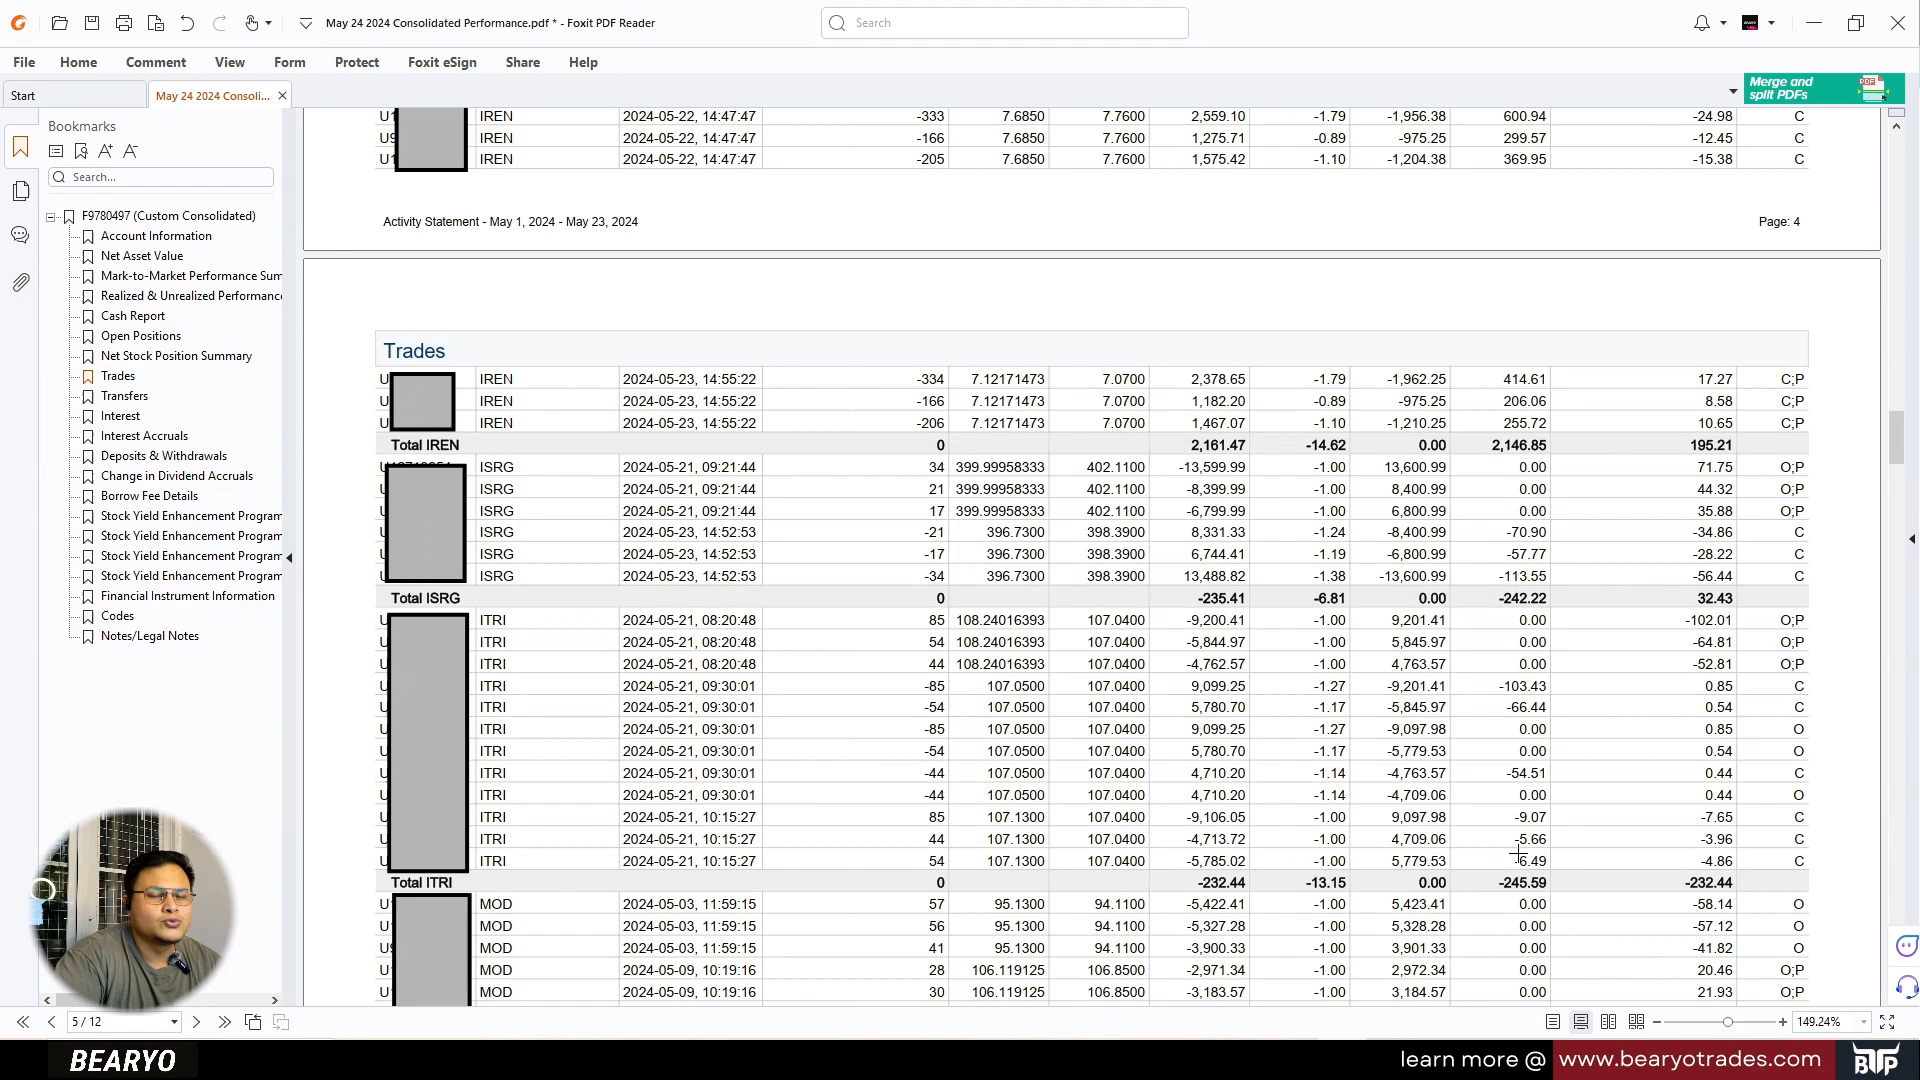 May 24 2024 Consolidated Performance.pdf * - Foxit PDF Reader
Search
File Home Comment View Form Protect Foxit eSign Share Help
Start
May 24 2024 Consoli...
Merge and split PDFs
Bookmarks
Search...
F9780497 (Custom Consolidated)
Account Information
Net Asset Value
Mark-to-Market Performance Sum
Realized & Unrealized Performance
Cash Report
Open Positions
Net Stock Position Summary
Trades
Transfers
Interest
Interest Accruals
Deposits & Withdrawals
Change in Dividend Accruals
Borrow Fee Details
Stock Yield Enhancement Program
Stock Yield Enhancement Program
Stock Yield Enhancement Program
Stock Yield Enhancement Program
Financial Instrument Information
Codes
Notes/Legal Notes
U1 IREN 2024-05-22, 14:47:47 -333 7.6850 7.7600 2,559.10 -1.79 -1,956.38 600.94 -24.98 C
U9 IREN 2024-05-22, 14:47:47 -166 7.6850 7.7600 1,275.71 -0.89 -975.25 299.57 -12.45 C
U1 IREN 2024-05-22, 14:47:47 -205 7.6850 7.7600 1,575.42 -1.10 -1,204.38 369.95 -15.38 C
Activity Statement - May 1, 2024 - May 23, 2024 Page: 4
Trades
U IREN 2024-05-23, 14:55:22 -334 7.12171473 7.0700 2,378.65 -1.79 -1,962.25 414.61 17.27 C;P
U IREN 2024-05-23, 14:55:22 -166 7.12171473 7.0700 1,182.20 -0.89 -975.25 206.06 8.58 C;P
U IREN 2024-05-23, 14:55:22 -206 7.12171473 7.0700 1,467.07 -1.10 -1,210.25 255.72 10.65 C;P
Total IREN 0 2,161.47 -14.62 0.00 2,146.85 195.21
ISRG 2024-05-21, 09:21:44 34 399.99958333 402.1100 -13,599.99 -1.00 13,600.99 0.00 71.75 O;P
ISRG 2024-05-21, 09:21:44 21 399.99958333 402.1100 -8,399.99 -1.00 8,400.99 0.00 44.32 O;P
ISRG 2024-05-21, 09:21:44 17 399.99958333 402.1100 -6,799.99 -1.00 6,800.99 0.00 35.88 O;P
ISRG 2024-05-23, 14:52:53 -21 396.7300 398.3900 8,331.33 -1.24 -8,400.99 -70.90 -34.86 C
ISRG 2024-05-23, 14:52:53 -17 396.7300 398.3900 6,744.41 -1.19 -6,800.99 -57.77 -28.22 C
ISRG 2024-05-23, 14:52:53 -34 396.7300 398.3900 13,488.82 -1.38 -13,600.99 -113.55 -56.44 C
Total ISRG 0 -235.41 -6.81 0.00 -242.22 32.43
U ITRI 2024-05-21, 08:20:48 85 108.24016393 107.0400 -9,200.41 -1.00 9,201.41 0.00 -102.01 O;P
U ITRI 2024-05-21, 08:20:48 54 108.24016393 107.0400 -5,844.97 -1.00 5,845.97 0.00 -64.81 O;P
U ITRI 2024-05-21, 08:20:48 44 108.24016393 107.0400 -4,762.57 -1.00 4,763.57 0.00 -52.81 O;P
U ITRI 2024-05-21, 09:30:01 -85 107.0500 107.0400 9,099.25 -1.27 -9,201.41 -103.43 0.85 C
U ITRI 2024-05-21, 09:30:01 -54 107.0500 107.0400 5,780.70 -1.17 -5,845.97 -66.44 0.54 C
U ITRI 2024-05-21, 09:30:01 -85 107.0500 107.0400 9,099.25 -1.27 -9,097.98 0.00 0.85 O
U ITRI 2024-05-21, 09:30:01 -54 107.0500 107.0400 5,780.70 -1.17 -5,779.53 0.00 0.54 O
U ITRI 2024-05-21, 09:30:01 -44 107.0500 107.0400 4,710.20 -1.14 -4,763.57 -54.51 0.44 C
U ITRI 2024-05-21, 09:30:01 -44 107.0500 107.0400 4,710.20 -1.14 -4,709.06 0.00 0.44 O
U ITRI 2024-05-21, 10:15:27 85 107.1300 107.0400 -9,106.05 -1.00 9,097.98 -9.07 -7.65 C
U ITRI 2024-05-21, 10:15:27 44 107.1300 107.0400 -4,713.72 -1.00 4,709.06 -5.66 -3.96 C
U ITRI 2024-05-21, 10:15:27 54 107.1300 107.0400 -5,785.02 -1.00 5,779.53 6.49 -4.86 C
Total ITRI 0 -232.44 -13.15 0.00 -245.59 -232.44
U1 MOD 2024-05-03, 11:59:15 57 95.1300 94.1100 -5,422.41 -1.00 5,423.41 0.00 -58.14 O
U1 MOD 2024-05-03, 11:59:15 56 95.1300 94.1100 -5,327.28 -1.00 5,328.28 0.00 -57.12 O
U9 MOD 2024-05-03, 11:59:15 41 95.1300 94.1100 -3,900.33 -1.00 3,901.33 0.00 -41.82 O
U1 MOD 2024-05-09, 10:19:16 28 106.119125 106.8500 -2,971.34 -1.00 2,972.34 0.00 20.46 O;P
U1 MOD 2024-05-09, 10:19:16 30 106.119125 106.8500 -3,183.57 -1.00 3,184.57 0.00 21.93 O;P
5 / 12
149.24%
BEARYO
learn more @ www.bearyotrades.com
BTP